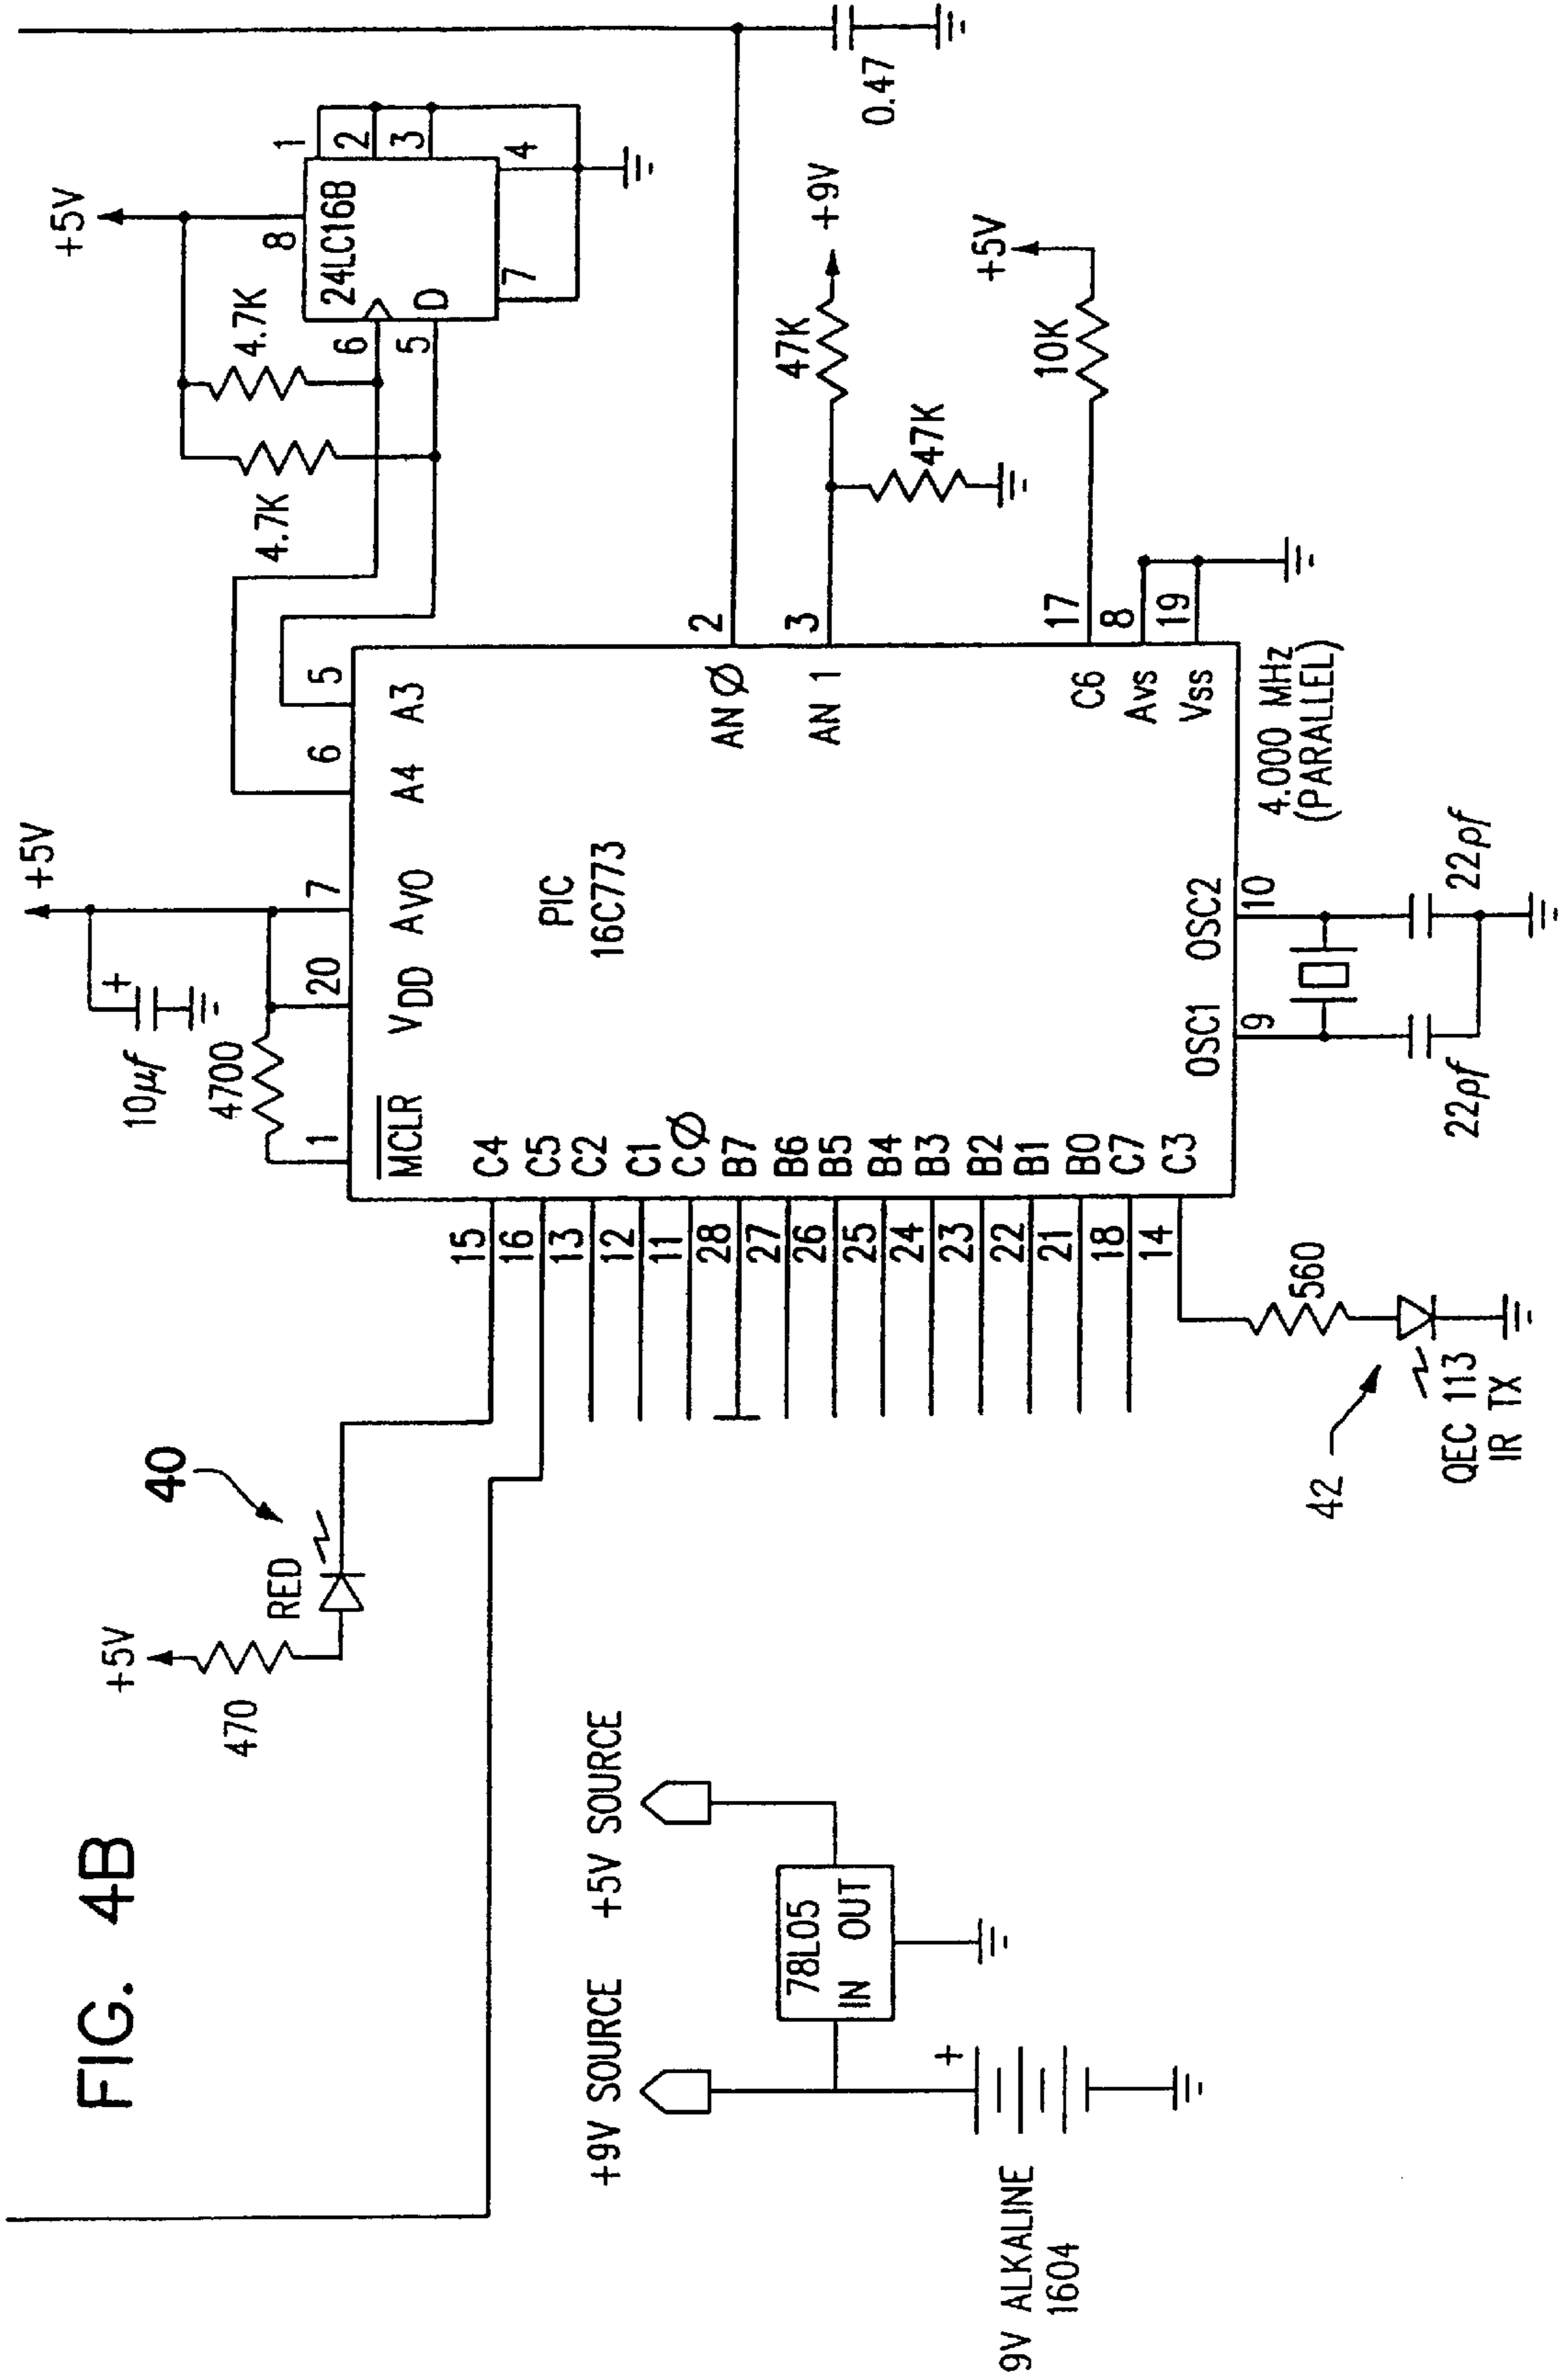 FIG. 4B
+9V SOURCE
+5V SOURCE
78L05
IN OUT
+
9V ALKALINE
1604
+5V
470
RED
40
+5V
+
10µf
4700
1
20
7
6
5
MCLR
VDD
AVO
A4
A3
PIC
16C773
15
C4
16
C5
13
C2
12
C1
11
CØ
28
B7
27
B6
26
B5
25
B4
24
B3
23
B2
22
B1
21
B0
18
C7
14
C3
560
42
QEC 113
IR TX
OSC1
OSC2
9
10
22pf
22pf
4.000 MHz
(PARALLEL)
ANØ
2
AN 1
3
C6
17
Avs
8
Vss
19
+5V
4.7K
4.7K
8
24LC16B
6
5
D
7
4
1
2
3
0.47
47K
+9V
47K
10K
+5V